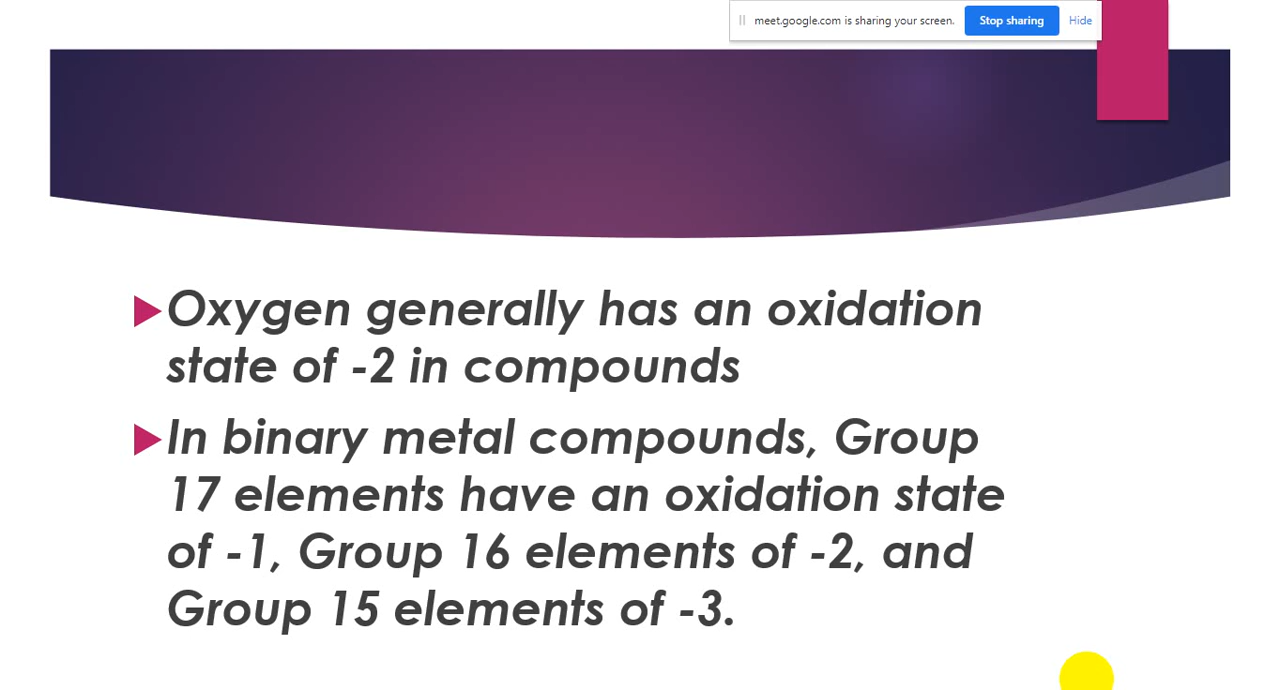 meet.google.com is sharing your screen. Stop sharing Hide
Oxygen generally has an oxidation
state of -2 in compounds
In binary metal compounds, Group
17 elements have an oxidation state
of -1, Group 16 elements of -2, and
Group 15 elements of -3.